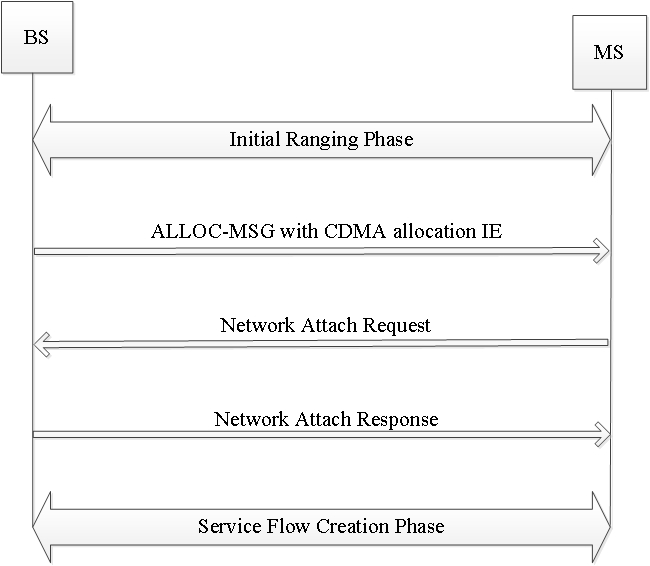 BS
MS
Initial Ranging Phase
ALLOC-MSG with CDMA allocation IE
Network Attach Request
Network Attach Response
Service Flow Creation Phase